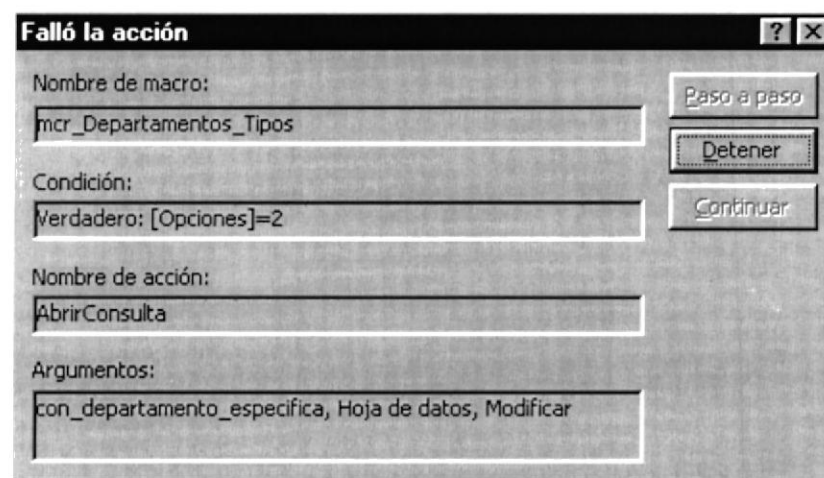 Falló la acción
Nombre de macro:
mcr_Departamentos_Tipos
Condición:
Verdadero: [Opciones]=2
Nombre de acción:
AbrirConsulta
Argumentos:
con_departamento_especifica, Hoja de datos, Modificar
Paso a paso
Detener
Continuar